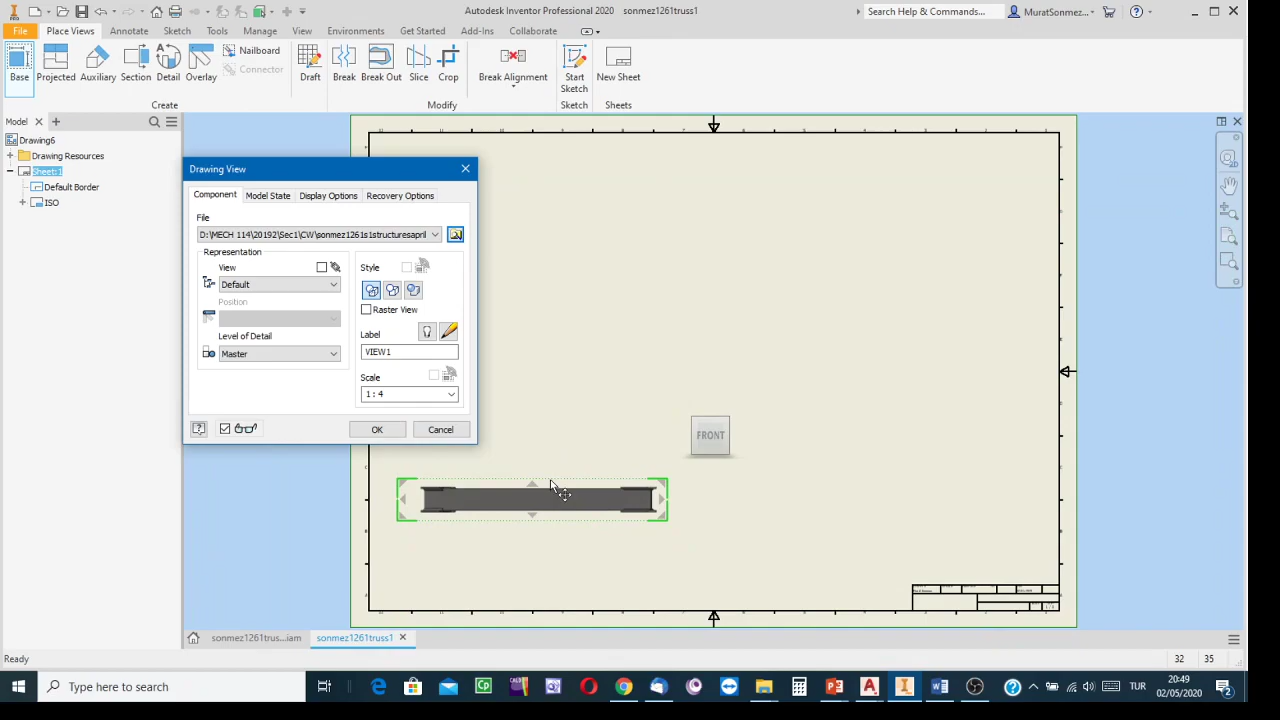 PRO
Autodesk Inventor Professional 2020 sonmez1261truss1
Search Help & Commands...
MuratSonmez...
File Place Views Annotate Sketch Tools Manage View Environments Get Started Add-Ins Collaborate
Base Projected Auxiliary Section Detail Overlay
Nailboard
Connector
Draft Break Break Out Slice Crop Break Alignment Start Sketch New Sheet
Create Modify Sketch Sheets
Model
Drawing6
Drawing Resources
Sheet:1
Default Border
ISO
Drawing View
Component Model State Display Options Recovery Options
File
D:\MECH 114\20192\Sec1\CW\sonmez1261s1structuresapril
Representation
View
Default
Position
Level of Detail
Master
Style
Raster View
Label
VIEW1
Scale
1 : 4
OK Cancel
FRONT
sonmez1261trus...iam sonmez1261truss1
Ready
32 35
Type here to search
TUR
20:49
02/05/2020
2